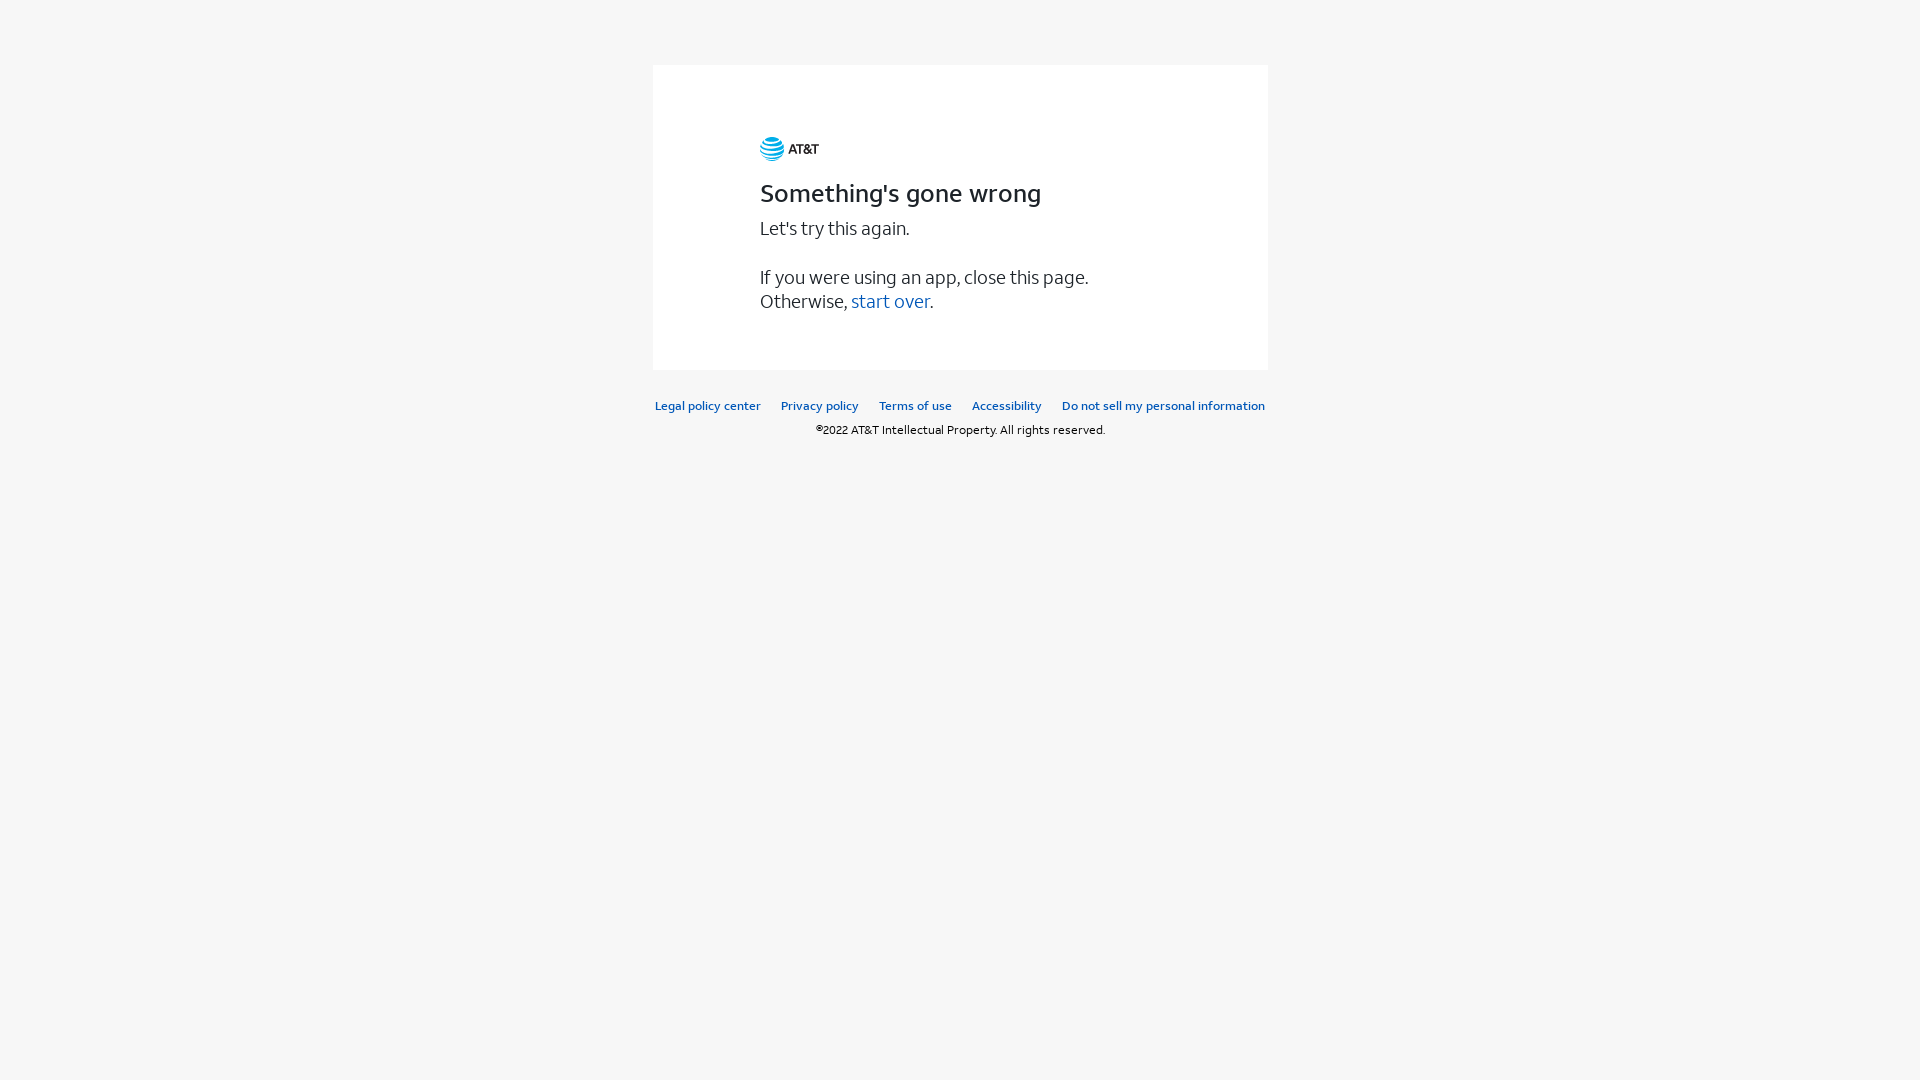 AT&T
Something's gone wrong
Let's try this again.
If you were using an app, close this page.
Otherwise, start over.
Legal policy center Privacy policy Terms of use Accessibility Do not sell my personal information
©2022 AT&T Intellectual Property. All rights reserved.